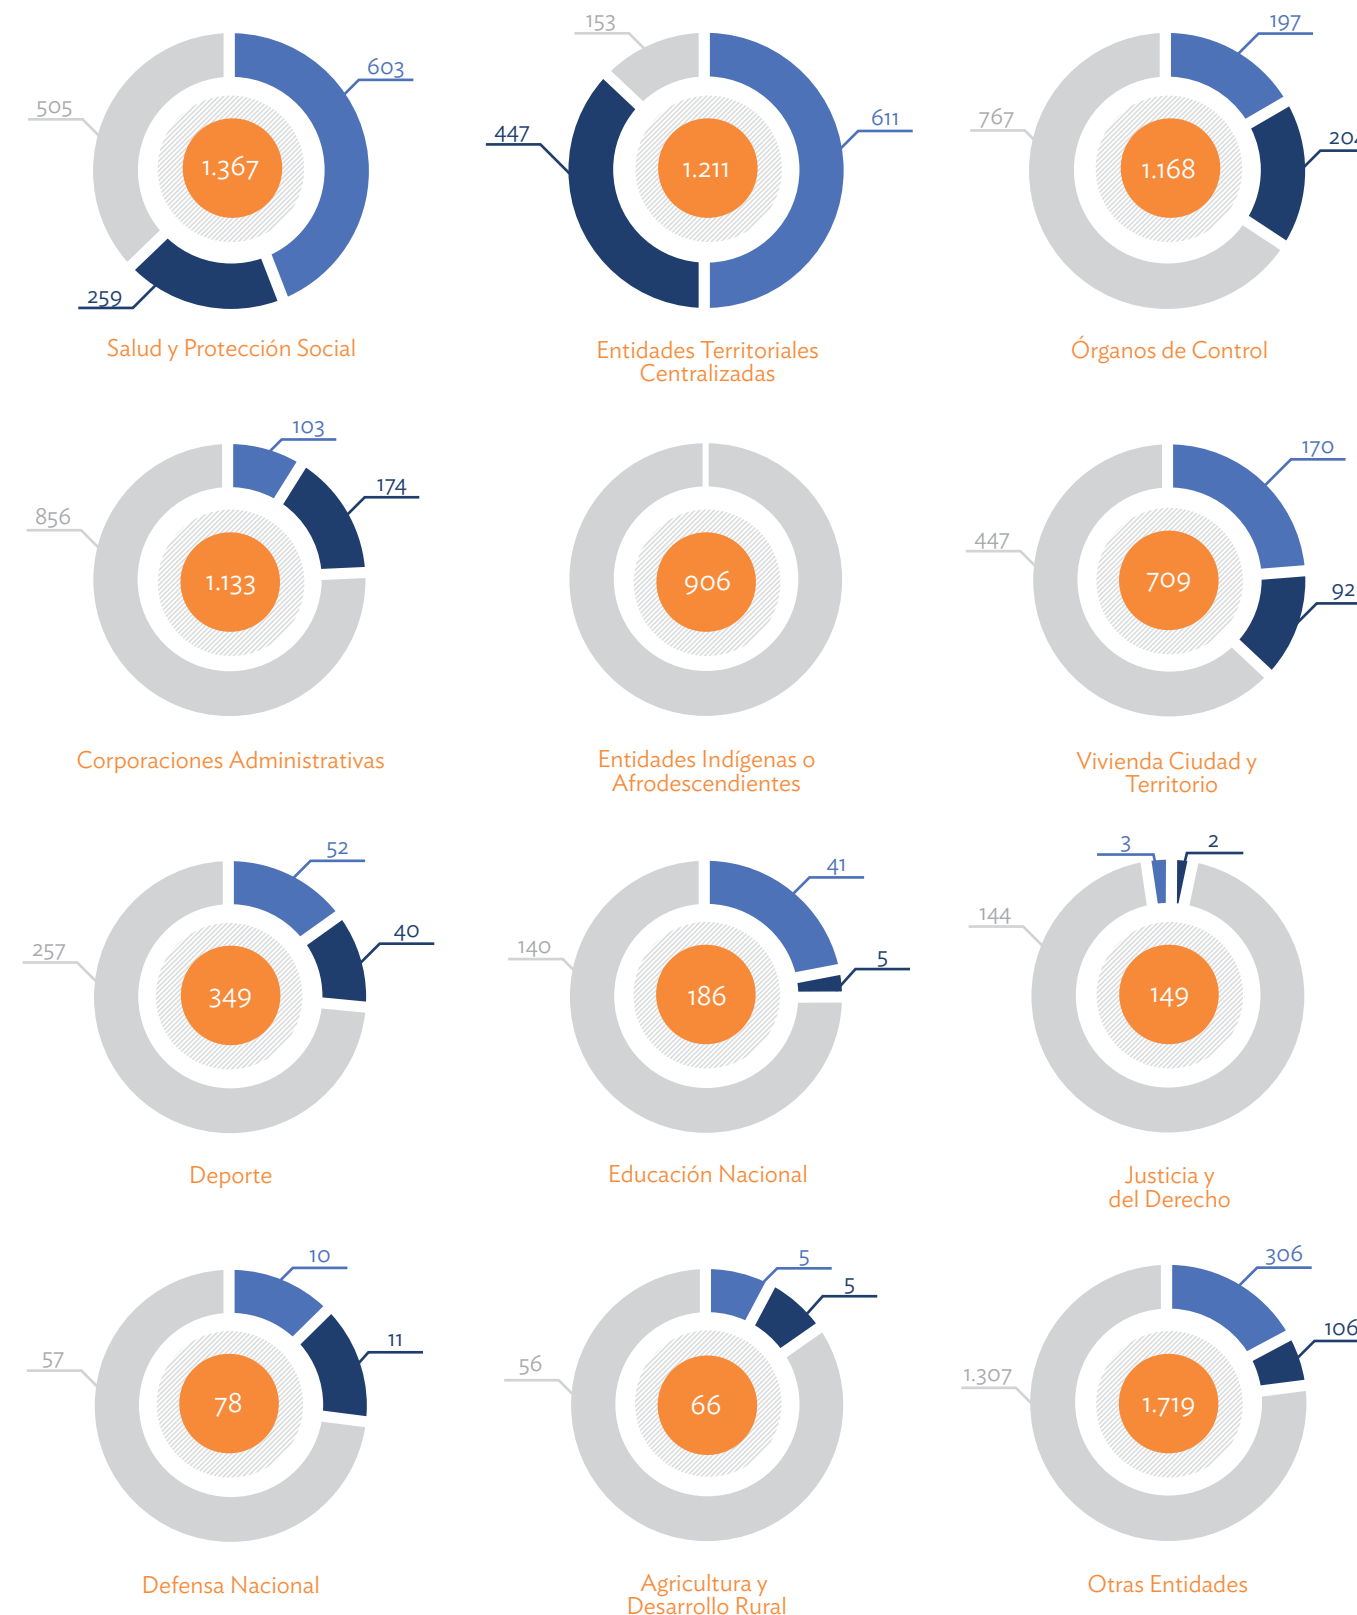 153
197
603
505
767
611
447
204
1.367
1.211
1.168
259
Salud y Protección Social
Entidades Territoriales
Centralizadas
Órganos de Control
103
170
174
856
447
92
1.133
906
709
Corporaciones Administrativas
Entidades Indígenas o
Afrodescendientes
Vivienda Ciudad y
Territorio
52
41
3
2
144
257
40
140
5
349
186
149
Deporte
Educación Nacional
Justicia y
del Derecho
10
5
306
5
11
106
57
56
1.307
78
66
1.719
Defensa Nacional
Agricultura y
Desarrollo Rural
Otras Entidades